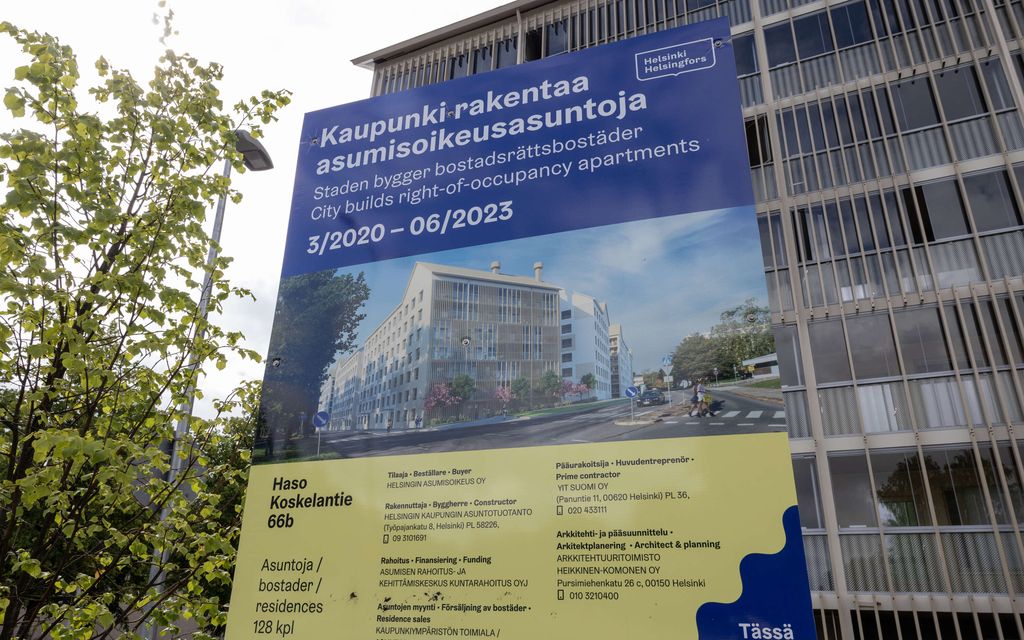 Helsinki
Helsingfors
Kaupunki rakentaa
asumisoikeusasuntoja
Staden bygger bostadsrättsbostäder
City builds right-of-occupancy apartments
3/2020 – 06/2023
Haso
Koskelantie
66b
Asuntoja /
bostader /
residences
128 kpl
Tilaaja • Beställare • Buyer
HELSINGIN ASUMISOIKEUS OY
Rakennuttaja • Byggherre • Constructor
HELSINGIN KAUPUNGIN ASUNTOTUOTANTO
(Työpajankatu 8, Helsinki) PL 58226,
09 3101691
Rahoitus • Finansiering • Funding
ASUMISEN RAHOITUS- JA
KEHITTÄMISKESKUS KUNTARAHOITUS OYJ
Asuntojen myynti • Försäljning av bostäder •
Residence sales
KAUPUNKIYMPÄRISTÖN TOIMIALA /
Pääurakoitsija • Huvudentreprenör •
Prime contractor
YIT SUOMI OY
(Panuntie 11, 00620 Helsinki) PL 36,
020 433111
Arkkitehti- ja pääsuunnittelu •
Arkitektplanering • Architect & planning
ARKKITEHTUURITOIMISTO
HEIKKINEN-KOMONEN OY
Pursimiehenkatu 26 c, 00150 Helsinki
010 3210400
Tässä